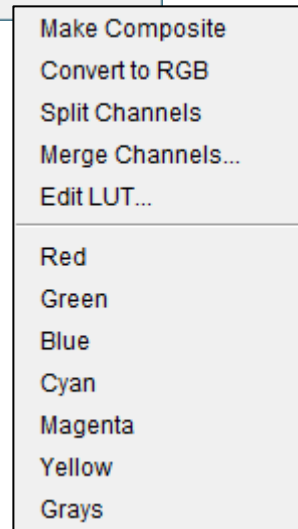 Make Composite
Convert to RGB
Split Channels
Merge Channels...
Edit LUT...
Red
Green
Blue
Cyan
Magenta
Yellow
Grays